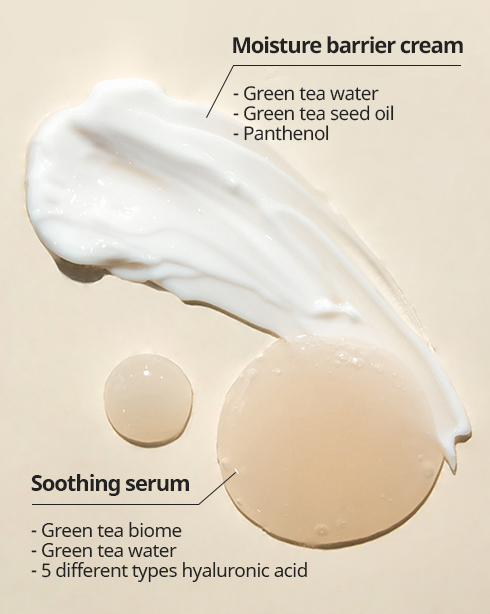 Moisture barrier cream
- Green tea water
- Green tea seed oil
- Panthenol
Soothing serum
- Green tea biome
- Green tea water
- 5 different types hyaluronic acid